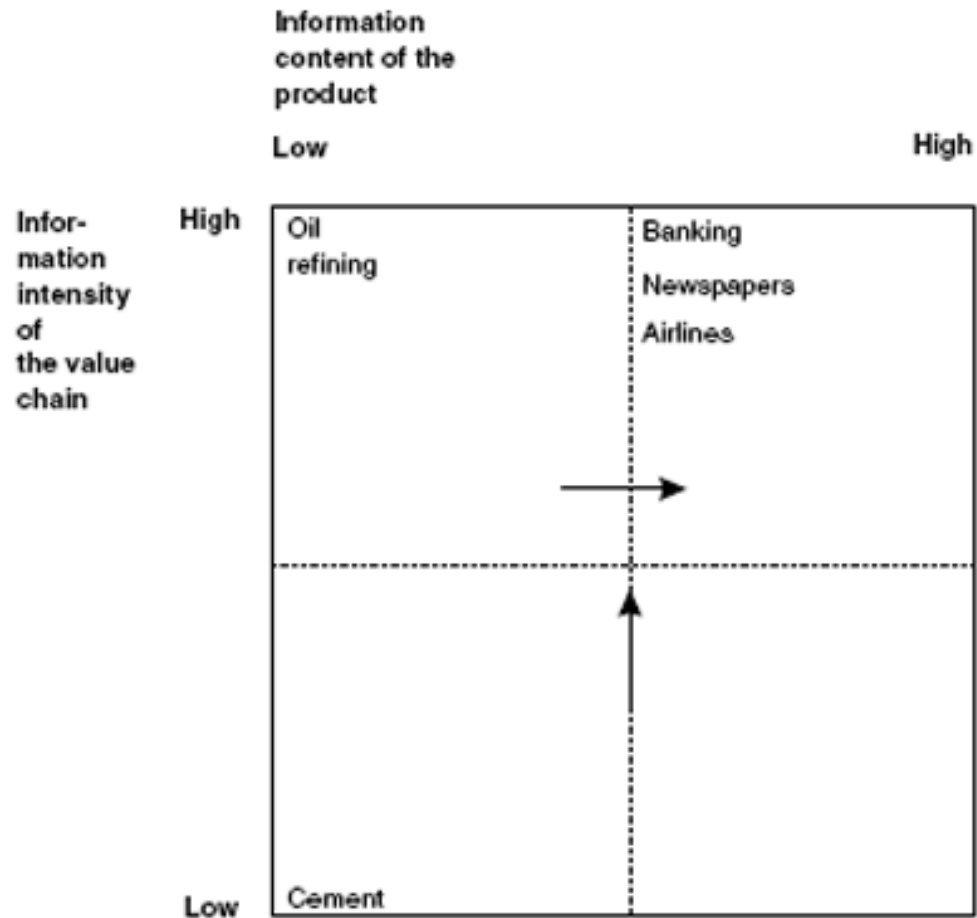 Information
content of the
product
Low
High
Infor-
mation
intensity
of
the value
chain
High
Low
Oil
refining
Banking
Newspapers
Airlines
Cement